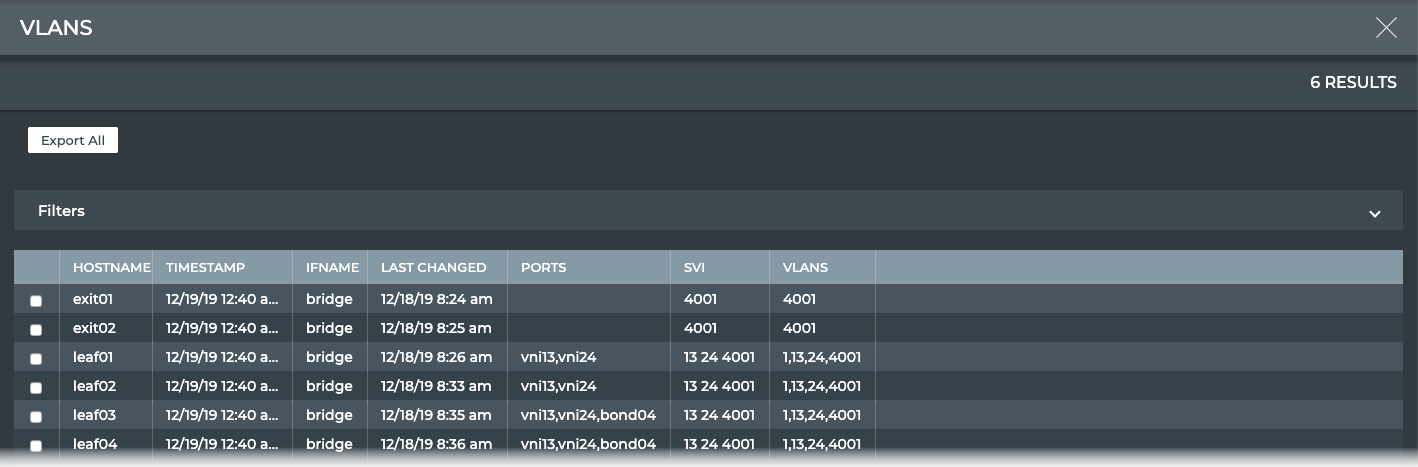 VLANS
6 RESULTS
Export All
Filters
HOSTNAME TIMESTAMP IFNAME LAST CHANGED PORTS SVI VLANS
exit01 12/19/19 12:40 a... bridge 12/18/19 8:24 am 4001 4001
exit02 12/19/19 12:40 a... bridge 12/18/19 8:25 am 4001 4001
leaf01 12/19/19 12:40 a... bridge 12/18/19 8:26 am vni13,vni24 13 24 4001 1,13,24,4001
leaf02 12/19/19 12:40 a... bridge 12/18/19 8:33 am vni13,vni24 13 24 4001 1,13,24,4001
leaf03 12/19/19 12:40 a... bridge 12/18/19 8:35 am vni13,vni24,bond04 13 24 4001 1,13,24,4001
leaf04 12/19/19 12:40 a... bridge 12/18/19 8:36 am vni13,vni24,bond04 13 24 4001 1,13,24,4001